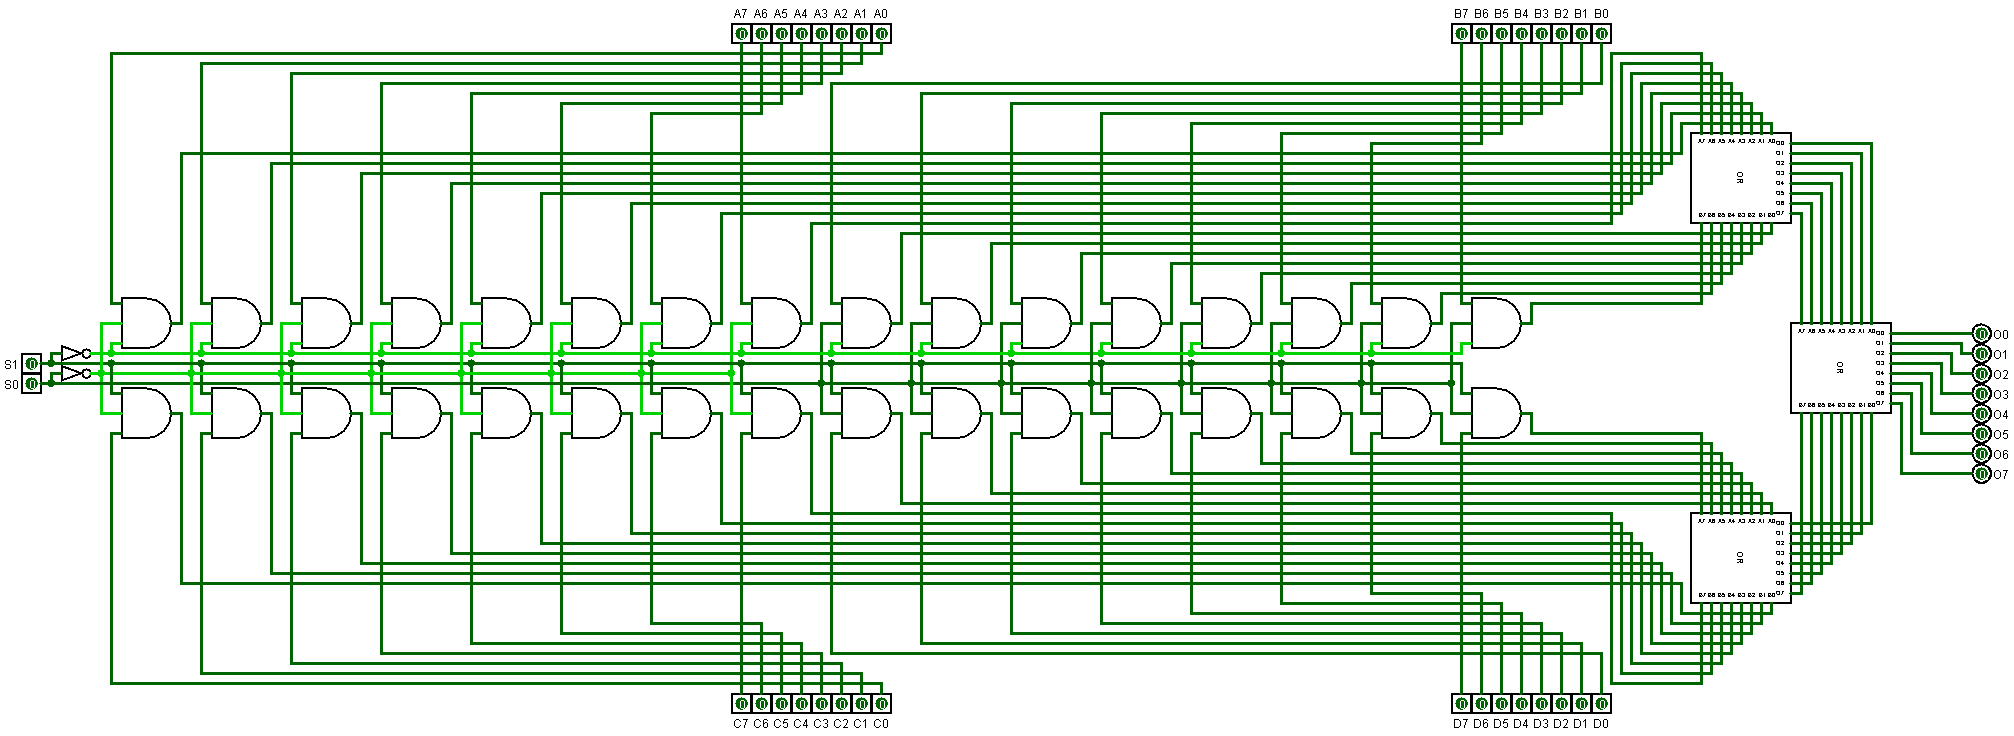 A7 A6 A5 A4 A3 A2 A1 A0
B7 B6 B5 B4 B3 B2 B1 B0
0 0 0 0 0 0 0 0
0 0 0 0 0 0 0 0
A7 A6 A5 A4 A3 A2 A1 A0
O0
O1
O2
O3
O4
O5
O6
O7
OR
B7 B6 B5 B4 B3 B2 B1 B0
S1 0
S0 0
A7 A6 A5 A4 A3 A2 A1 A0
O0
O1
O2
O3
O4
O5
O6
O7
OR
B7 B6 B5 B4 B3 B2 B1 B0
0 O0
0 O1
0 O2
0 O3
0 O4
0 O5
0 O6
0 O7
A7 A6 A5 A4 A3 A2 A1 A0
O0
O1
O2
O3
O4
O5
O6
O7
OR
B7 B6 B5 B4 B3 B2 B1 B0
0 0 0 0 0 0 0 0
0 0 0 0 0 0 0 0
C7 C6 C5 C4 C3 C2 C1 C0
D7 D6 D5 D4 D3 D2 D1 D0